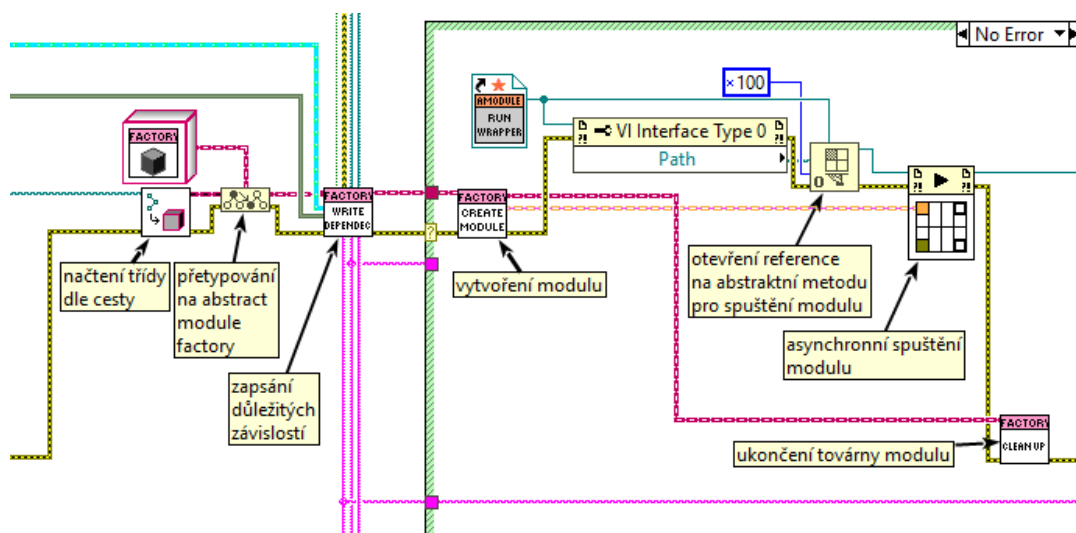 No Error
×100
AMODULE
RUN
WRAPPER
VI Interface Type 0
Path
FACTORY
FACTORY
WRITE
DEPENDEC
FACTORY
CREATE
MODULE
0
?
načtení třídy
dle cesty
přetypování
na abstract
module
factory
vytvoření modulu
otevření reference
na abstraktní metodu
pro spuštění modulu
asynchronní spuštění
modulu
zapsání
důležitých
závislostí
FACTORY
CLEAN UP
ukončení továrny modulu